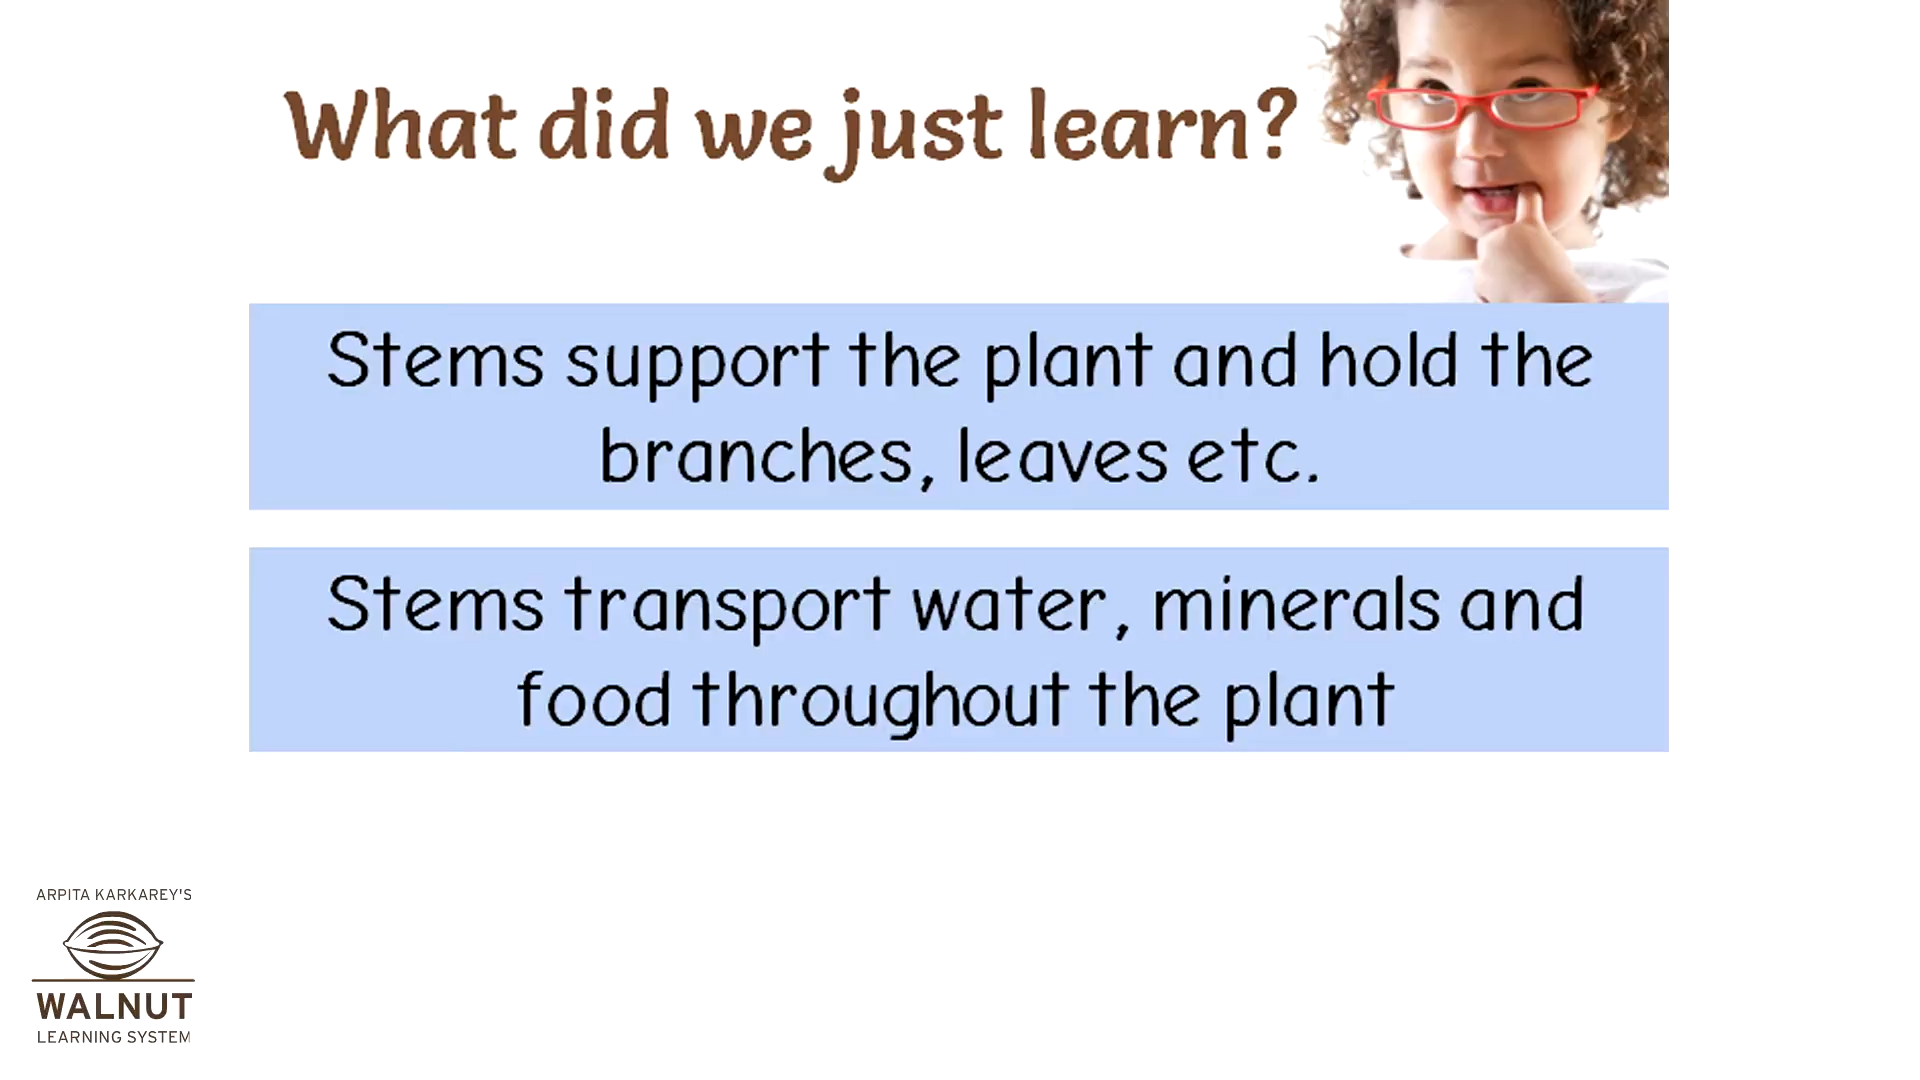 What did we just learn?
Stems support the plant and hold the
branches, leaves etc.
Stems transport water, minerals and
food throughout the plant
ARPITA KARKAREY'S
WALNUT
LEARNING SYSTEM